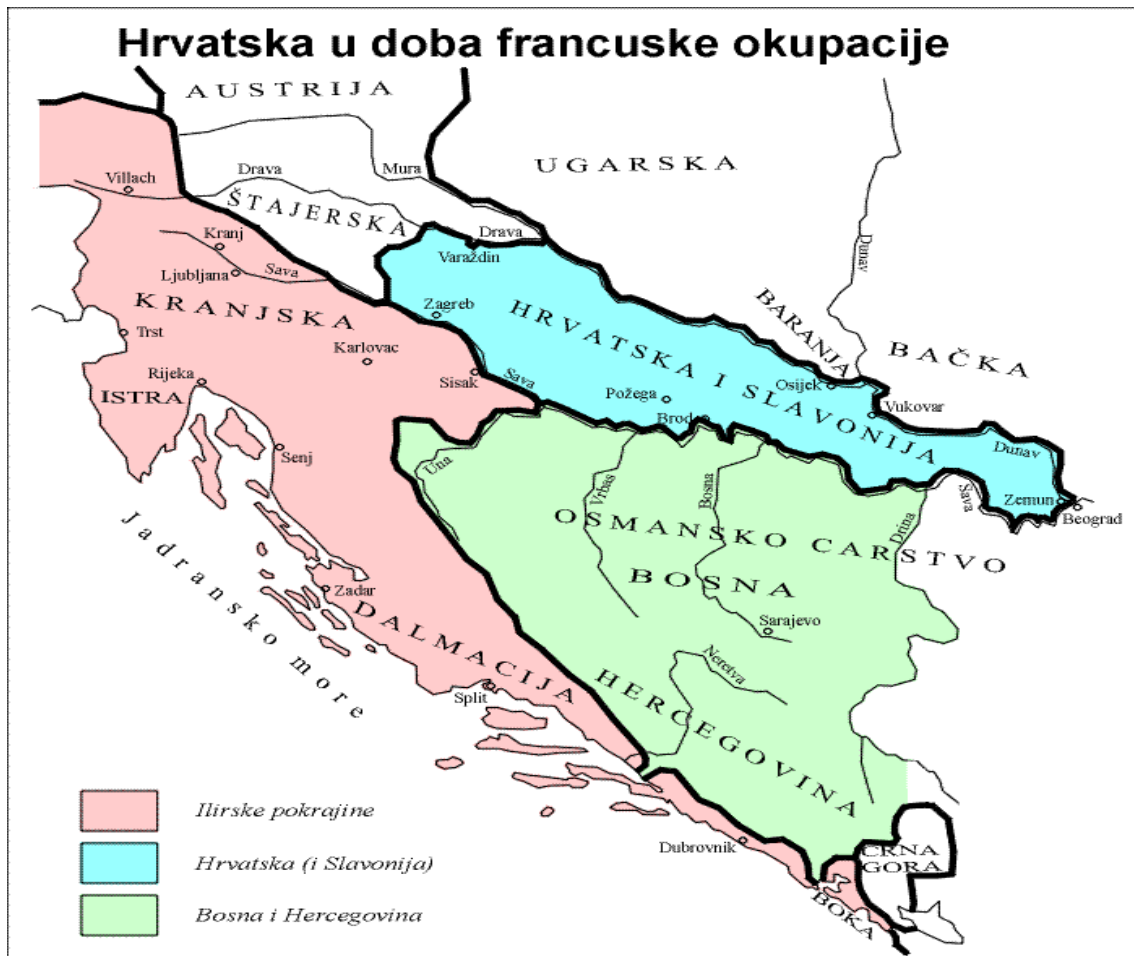 Hrvatska u doba francuske okupacije
AUSTRIJA
UGARSKA
Drava
Mura
Villach
ŠTAJERSKA
Kranj
Drava
Varaždin
Dunav
Ljubljana
Sava
KRANJSKA
Zagreb
HRVATSKA I SLAVONIJA
BARANJA
BAČKA
Trst
Karlovac
Rijeka
Sisak
Sava
Osijek
ISTRA
Požega
Vukovar
Brod
Senj
Una
Vrbas
Bosna
Dunav
Sava
Zemun
Beograd
Drina
OSMANSKO CARSTVO
Jadransko more
BOSNA
Zadar
DALMACIJA
Sarajevo
Neretva
Split
HERCEGOVINA
Ilirske pokrajine
Dubrovnik
CRNA
GORA
Hrvatska (i Slavonija)
BOKA
Bosna i Hercegovina